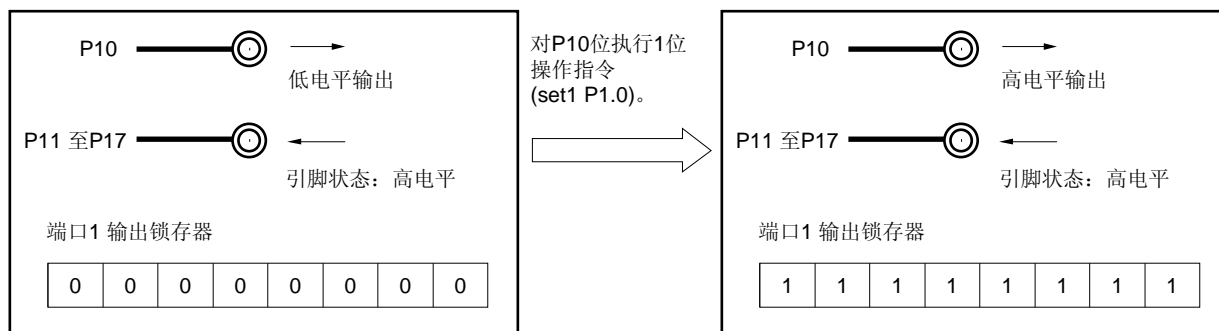 P10
低电平输出
P11 至P17
引脚状态：高电平
端口1 输出锁存器
0 0 0 0 0 0 0 0
对P10位执行1位
操作指令
(set1 P1.0)。
P10
高电平输出
P11 至P17
引脚状态：高电平
端口1 输出锁存器
1 1 1 1 1 1 1 1